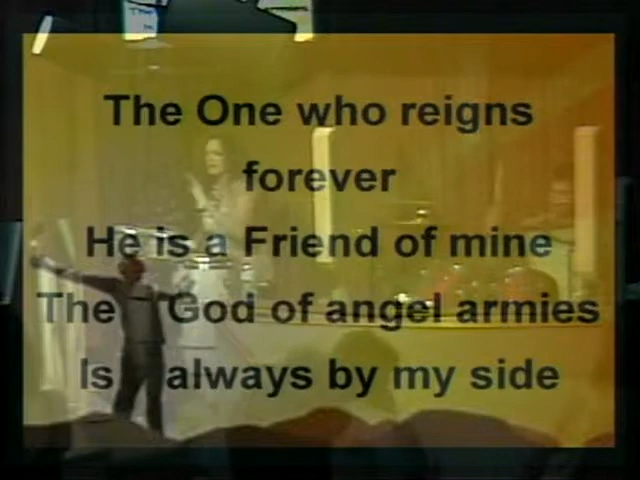 The One who reigns
forever
He is a Friend of mine
The God of angel armies
Is always by my side